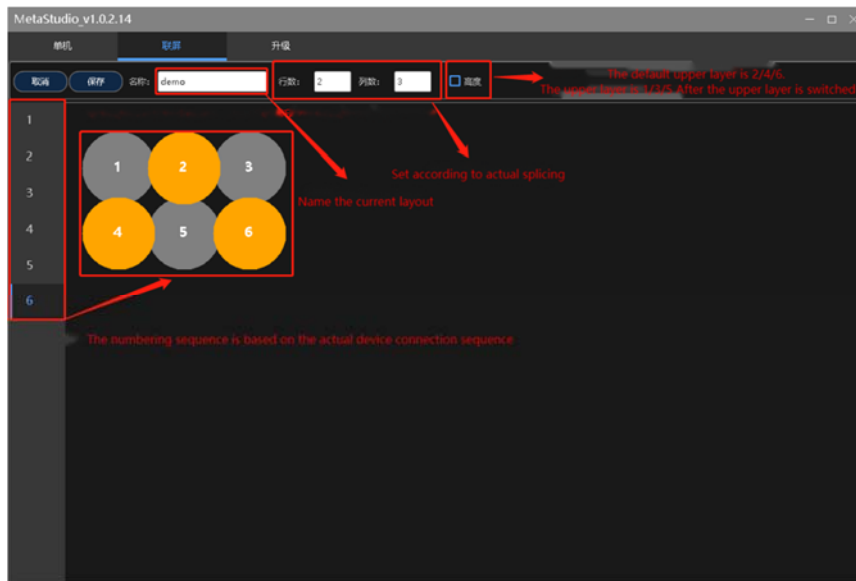 MetaStudio_v1.0.2.14
单机 联屏 升级
取消 保存 名称: demo 行数: 2 列数: 3 高度
The default upper layer is 2/4/6.
The upper layer is 1/3/5 After the upper layer is switched
1
2
3
4
5
6
1 2 3
4 5 6
Set according to actual splicing
Name the current layout
The numbering sequence is based on the actual device connection sequence